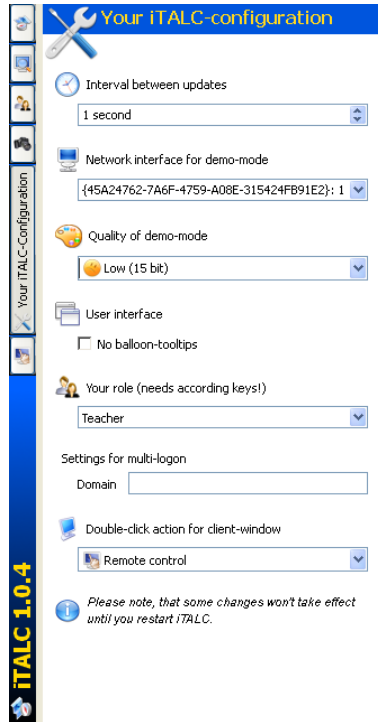 Your iTALC-configuration
Interval between updates
1 second
Network interface for demo-mode
{45A24762-7A6F-4759-A08E-315424FB91E2}: 1
Quality of demo-mode
Low (15 bit)
User interface
No balloon-tooltips
Your role (needs according keys!)
Teacher
Settings for multi-logon
Domain
Double-click action for client-window
Remote control
Please note, that some changes won't take effect
until you restart iTALC.
Your iTALC-Configuration
iTALC 1.0.4